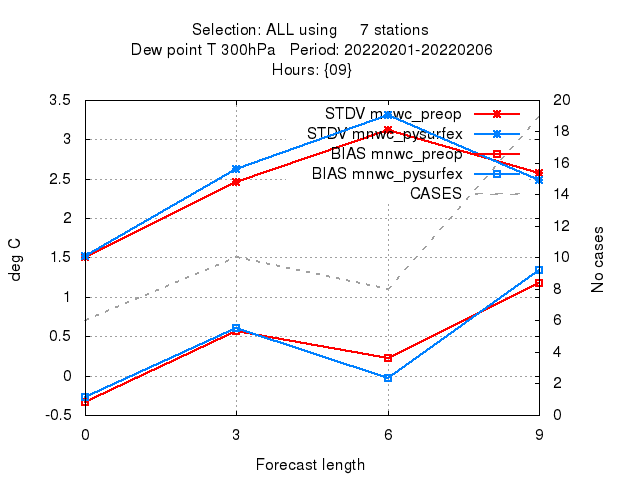 Selection: ALL using 7 stations
Dew point T 300hPa Period: 20220201-20220206
Hours: {09}
3.5
3
2.5
2
1.5
1
0.5
0
-0.5
deg C
STDV mnwc_preop
STDV mnwc_pysurfex
BIAS mnwc_preop
BIAS mnwc_pysurfex
CASES
20
18
16
14
12
10
8
6
4
2
0
No cases
0 3 6 9
Forecast length